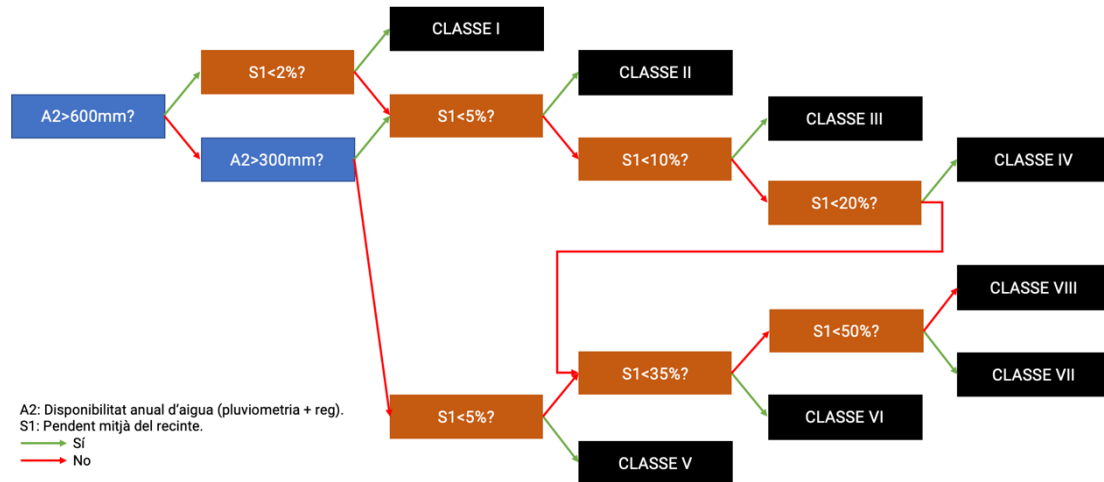 CLASSE I
S1<2%?
CLASSE II
A2>600mm?
S1<5%?
CLASSE III
A2>300mm?
S1<10%?
CLASSE IV
S1<20%?
CLASSE VIII
S1<50%?
S1<35%?
CLASSE VII
S1<5%?
CLASSE VI
CLASSE V
A2: Disponibilitat anual d'aigua (pluviometria + reg).
S1: Pendent mitjà del recinte.
Sí
No